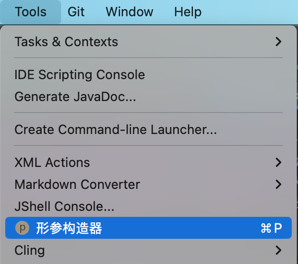 Tools Git Window Help
Tasks & Contexts
IDE Scripting Console
Generate JavaDoc...
Create Command-line Launcher...
XML Actions
Markdown Converter
JShell Console...
p 形参构造器 ⌘P
Cling